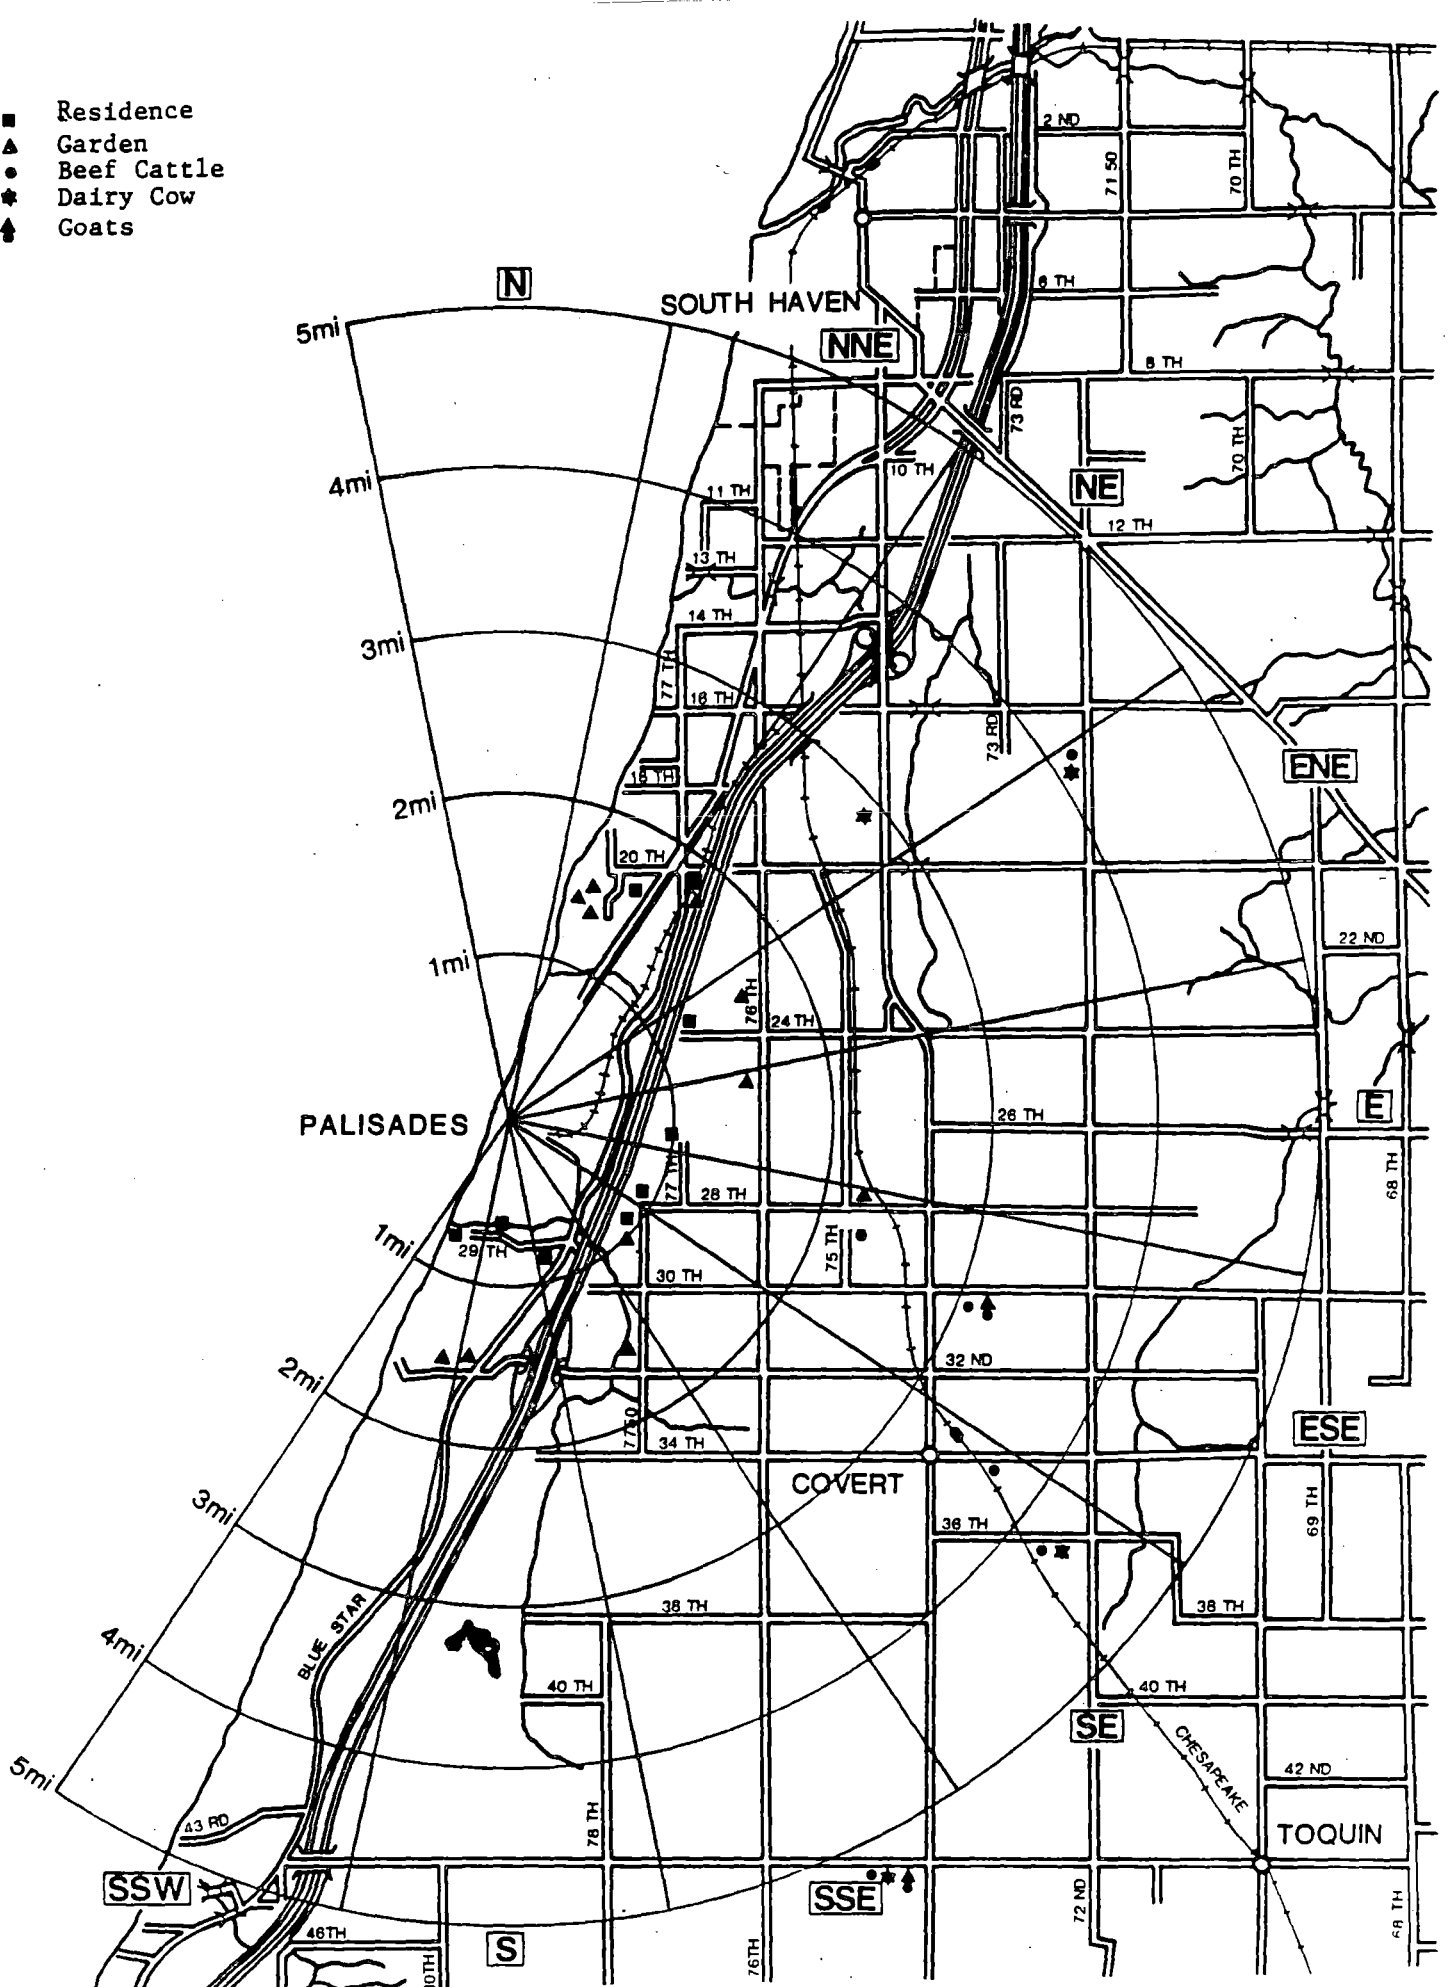 Residence
Garden
Beef Cattle
Dairy Cow
Goats
2 ND
71 50
70 TH
N
SOUTH HAVEN
6 TH
5mi
NNE
8 TH
73 RD
70 TH
4mi
10 TH
11 TH
NE
12 TH
13 TH
14 TH
3mi
77 TH
16 TH
73 RD
18 TH
ENE
2mi
20 TH
22 ND
1mi
76 TH
24 TH
PALISADES
26 TH
E
77 TH
28 TH
68 TH
1mi
29 TH
75 TH
30 TH
2mi
32 ND
77 50
34 TH
ESE
COVERT
3mi
36 TH
69 TH
BLUE STAR
38 TH
38 TH
4mi
40 TH
40 TH
SE
CHESAPEAKE
5mi
42 ND
43 RD
78 TH
TOQUIN
SSW
SSE
72 ND
68 TH
46TH
S
76TH